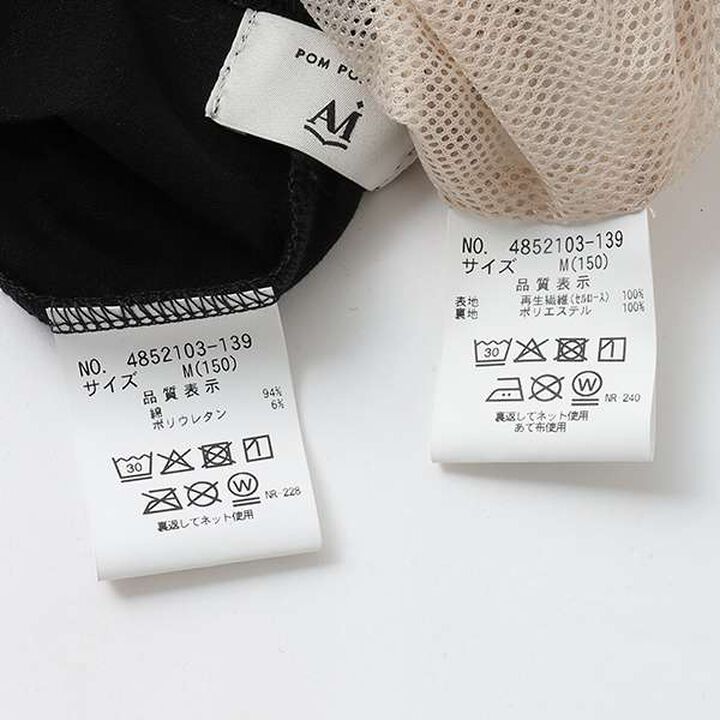 POM
AM
NO. 4852103-139
サイズ M(150)
品質表示
綿 94%
ポリウレタン 6%
30
NR-228
裏返してネット使用
NO. 4852103-139
サイズ M(150)
品質表示
表地 再生繊維(セルロース) 100%
裏地 ポリエステル 100%
30
W
NR-240
裏返してネット使用
あて布使用